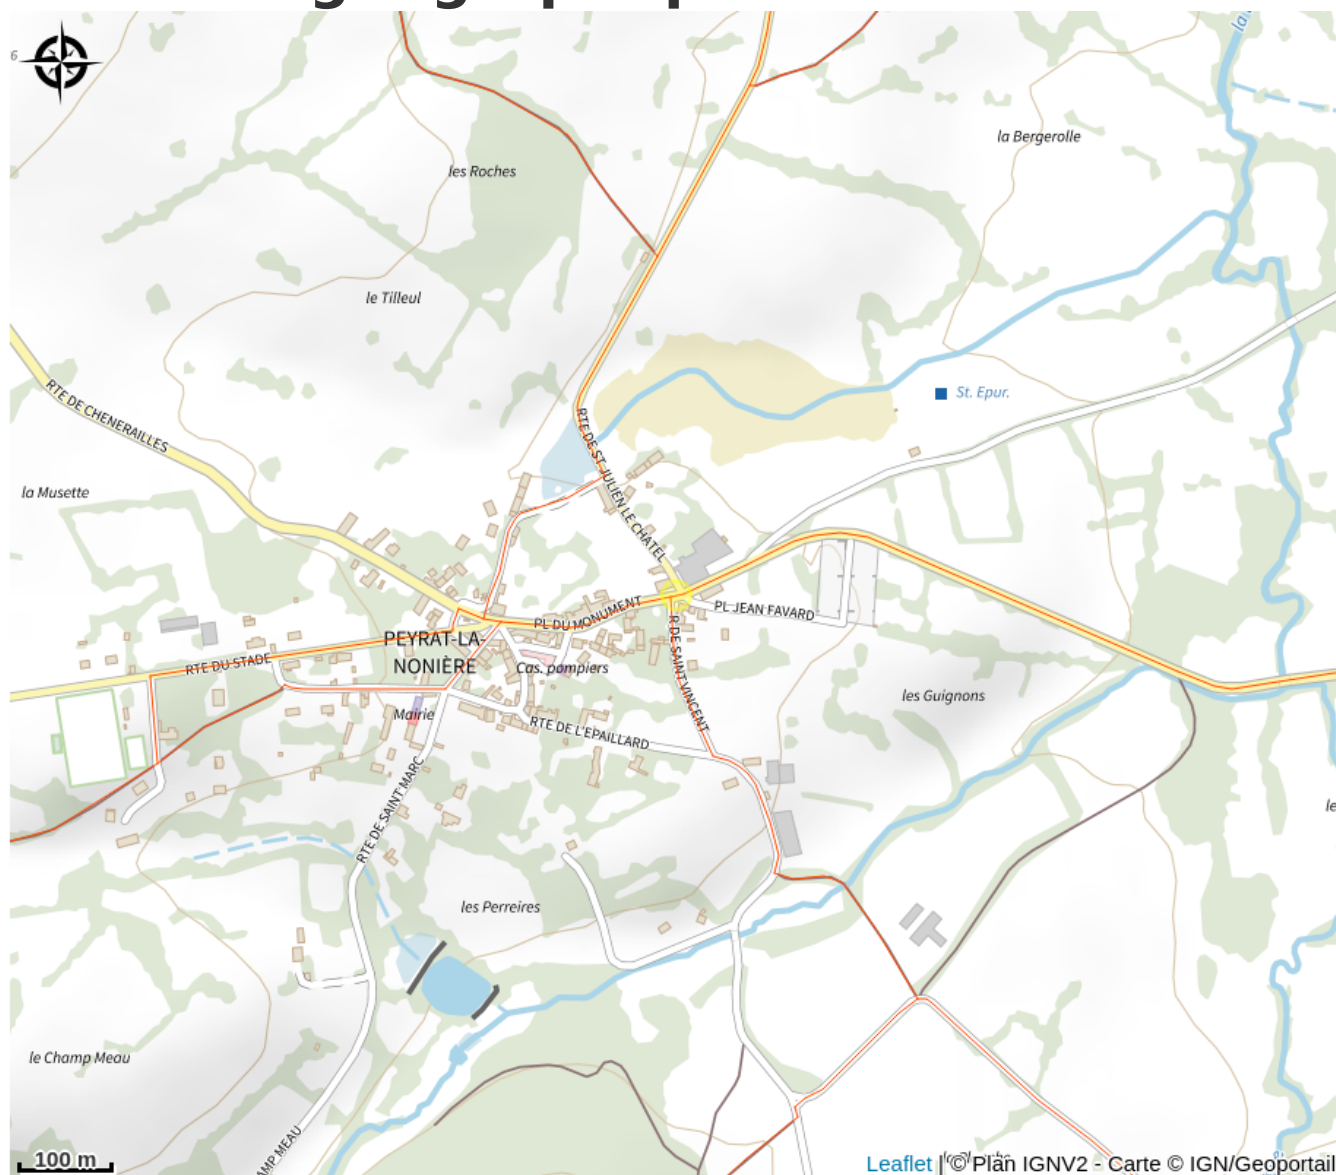 la Bergerolle
les Roches
le Tilleul
RTE DE CHENERAILLES
St. Epur.
RTE DE ST-JULIEN LE CHATEL
la Musette
PL DU MONUMENT
PL JEAN FAVARD
PEYRAT-LA-
NONIÈRE
RTE DU STADE
Cas. pompiers
R DE SAINT VINCENT
les Guignons
Mairie
RTE DE L'EPAILLARD
RTE DE SAINT MARC
le
les Perreires
le Champ Meau
AMP MEAU
100 m
Leaflet | © Plan IGNV2 - Carte © IGN/Geoportail